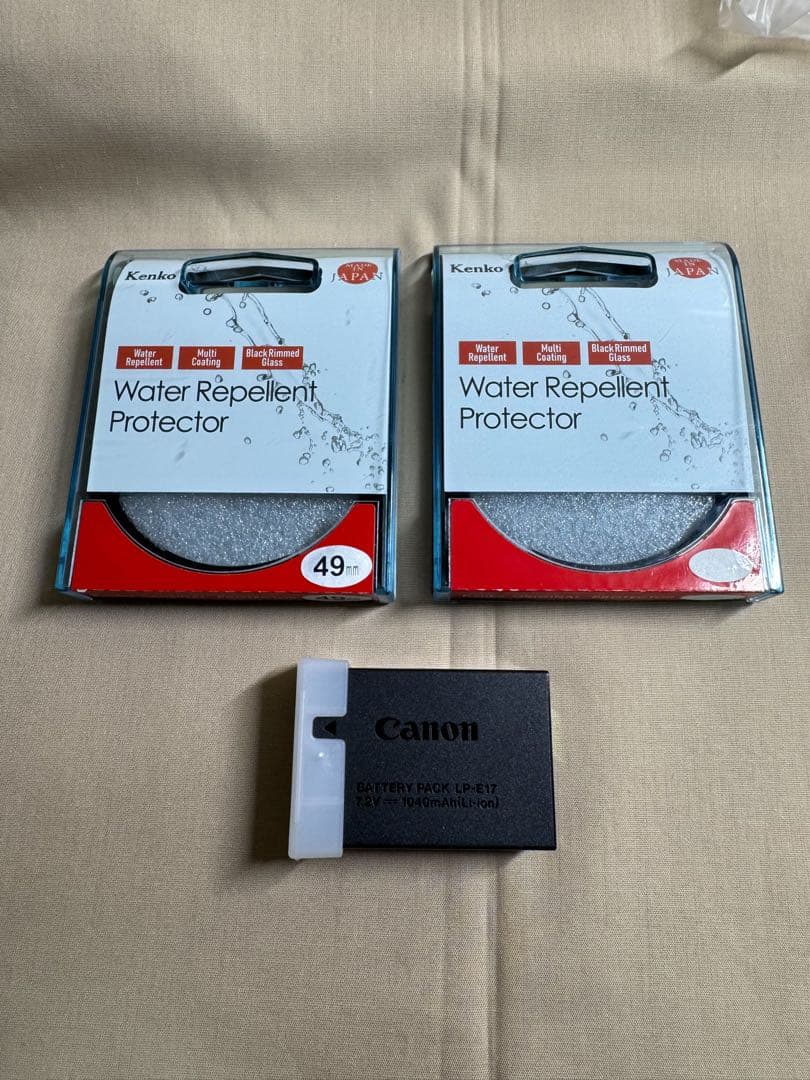 Kenko
MADE
IN
JAPAN
Water
Repellent
Multi
Coating
Black Rimmed
Glass
Water Repellent
Protector
49mm
49
Kenko
MADE
IN
JAPAN
Water
Repellent
Multi
Coating
Black Rimmed
Glass
Water Repellent
Protector
Canon
BATTERY PACK LP-E17
7.2V ⎓ 1040mAh(Li-ion)